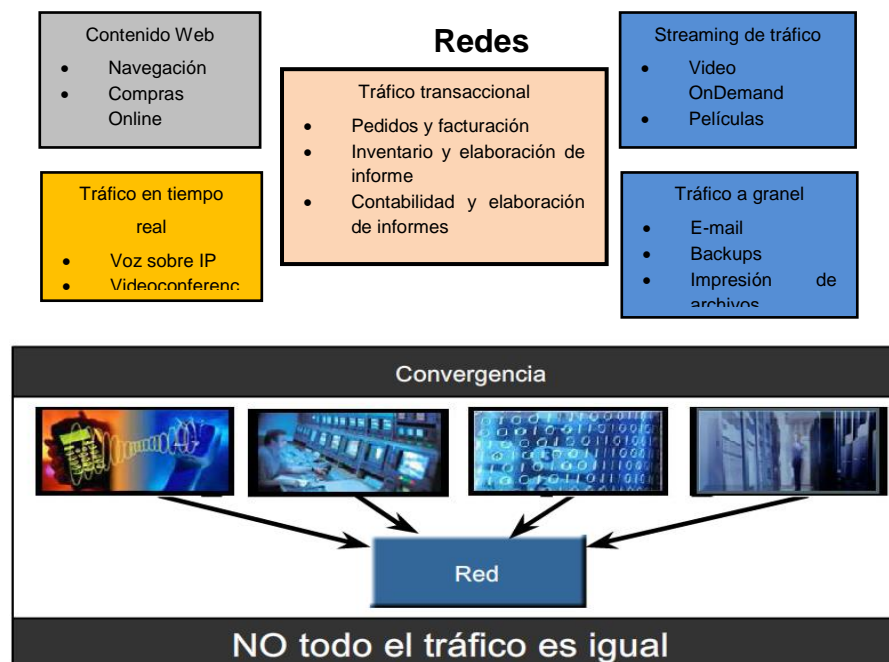 Redes
Contenido Web
• Navegación
• Compras
Online
Tráfico transaccional
• Pedidos y facturación
• Inventario y elaboración de
informe
• Contabilidad y elaboración
de informes
Streaming de tráfico
• Video
OnDemand
• Películas
Tráfico en tiempo
real
• Voz sobre IP
• Videoconferenc
Tráfico a granel
• E-mail
• Backups
• Impresión de
archivos
Convergencia
Red
NO todo el tráfico es igual